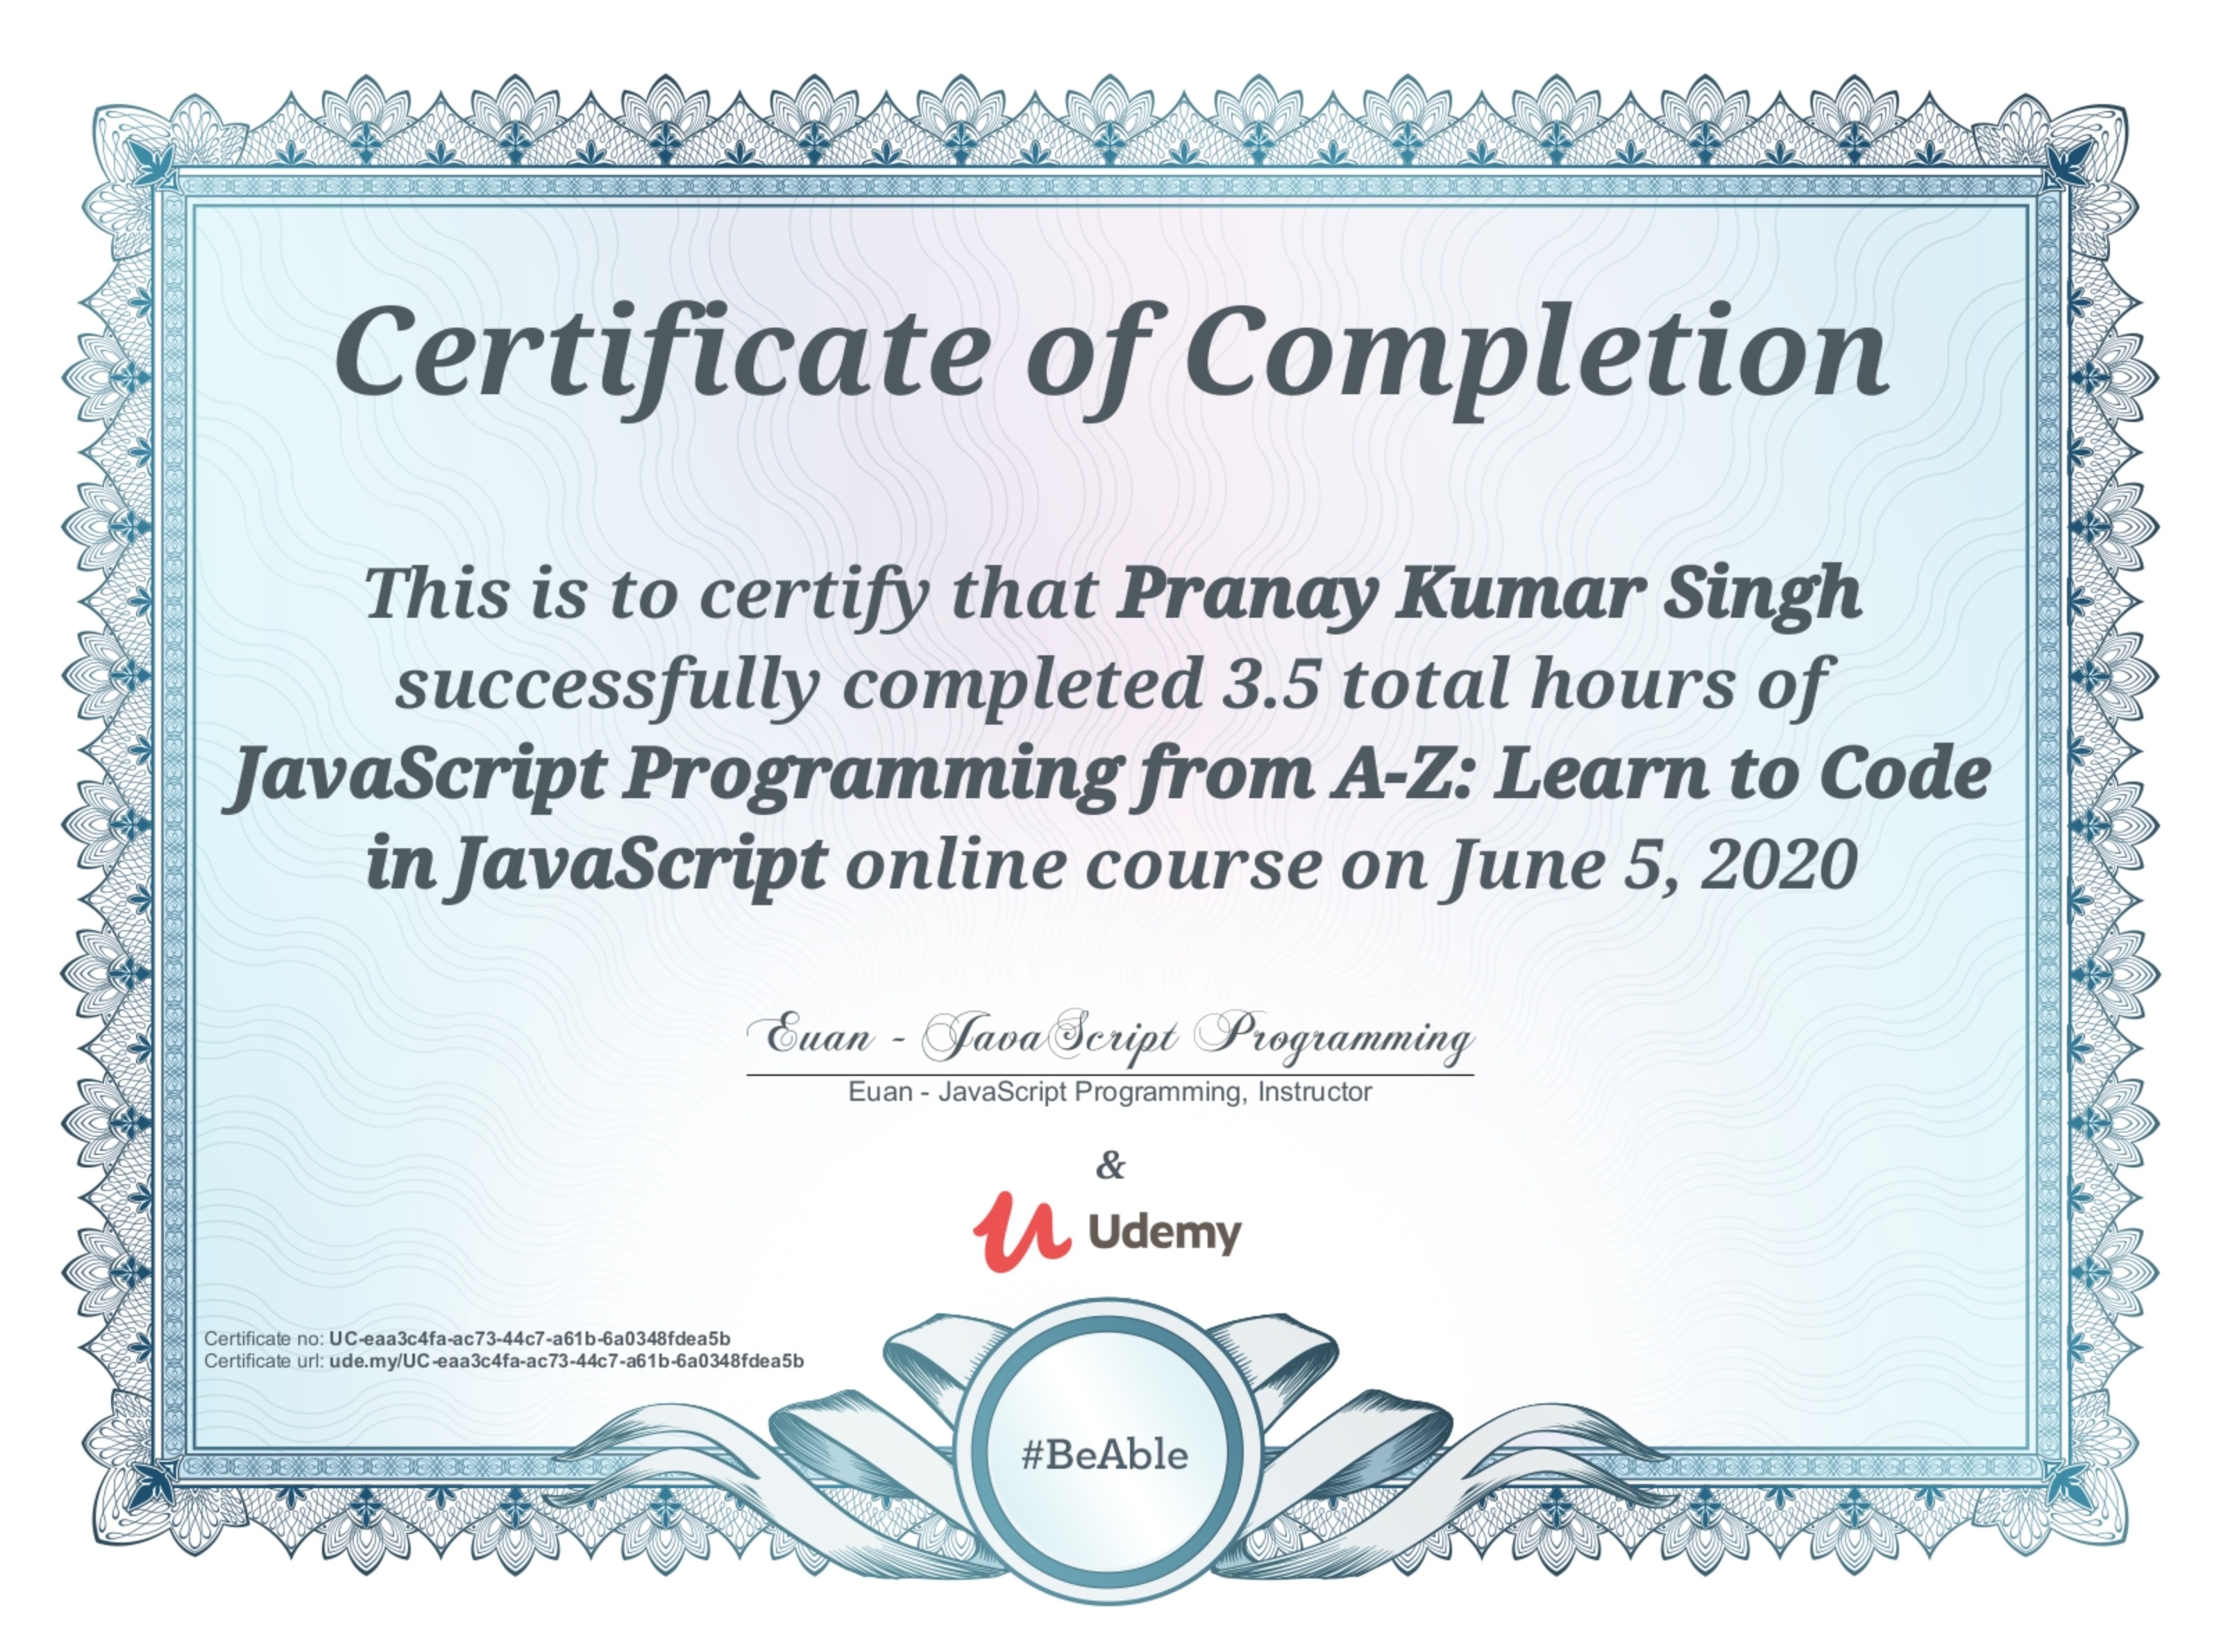 Certificate of Completion
This is to certify that Pranay Kumar Singh
successfully completed 3.5 total hours of
JavaScript Programming from A-Z: Learn to Code
in JavaScript online course on June 5, 2020
Euan - JavaScript Programming
Euan - JavaScript Programming, Instructor
&
Udemy
Certificate no: UC-eaa3c4fa-ac73-44c7-a61b-6a0348fdea5b
Certificate url: ude.my/UC-eaa3c4fa-ac73-44c7-a61b-6a0348fdea5b
#BeAble